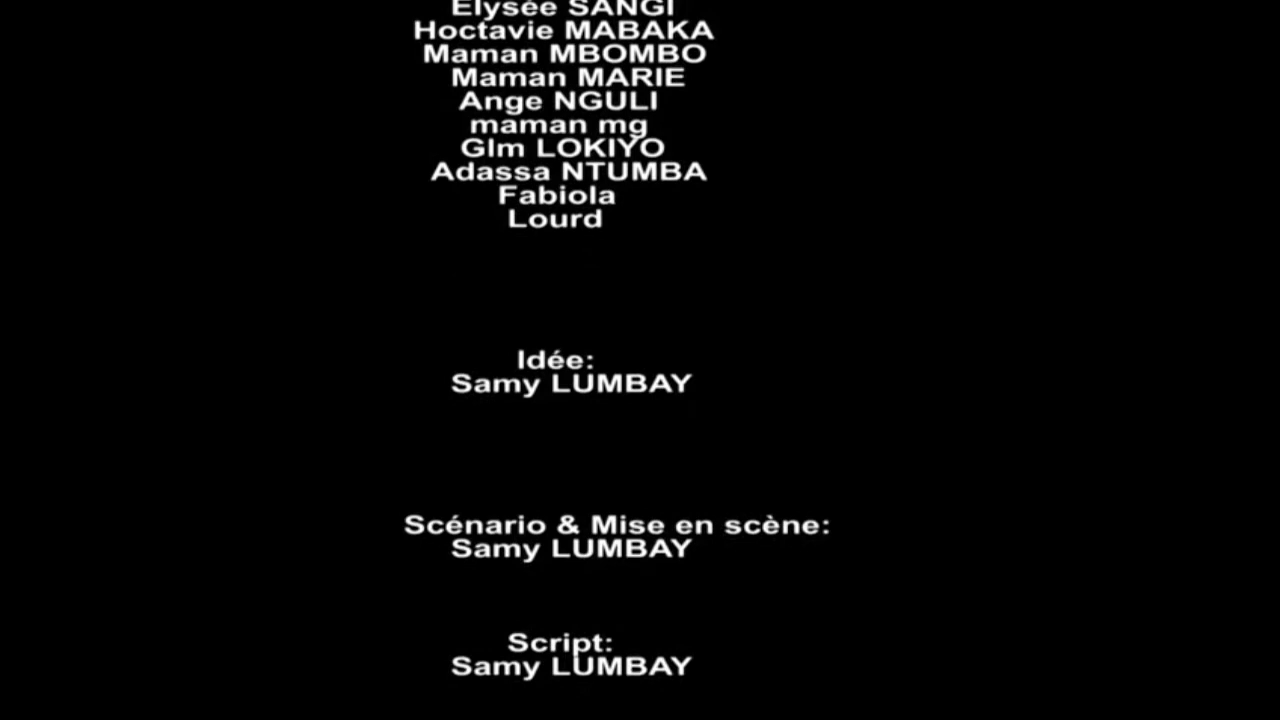 Elysée SANGI
Hoctavie MABAKA
Maman MBOMBO
Maman MARIE
Ange NGULI
maman mg
Glm LOKIYO
Adassa NTUMBA
Fabiola
Lourd
Idée:
Samy LUMBAY
Scénario & Mise en scène:
Samy LUMBAY
Script:
Samy LUMBAY